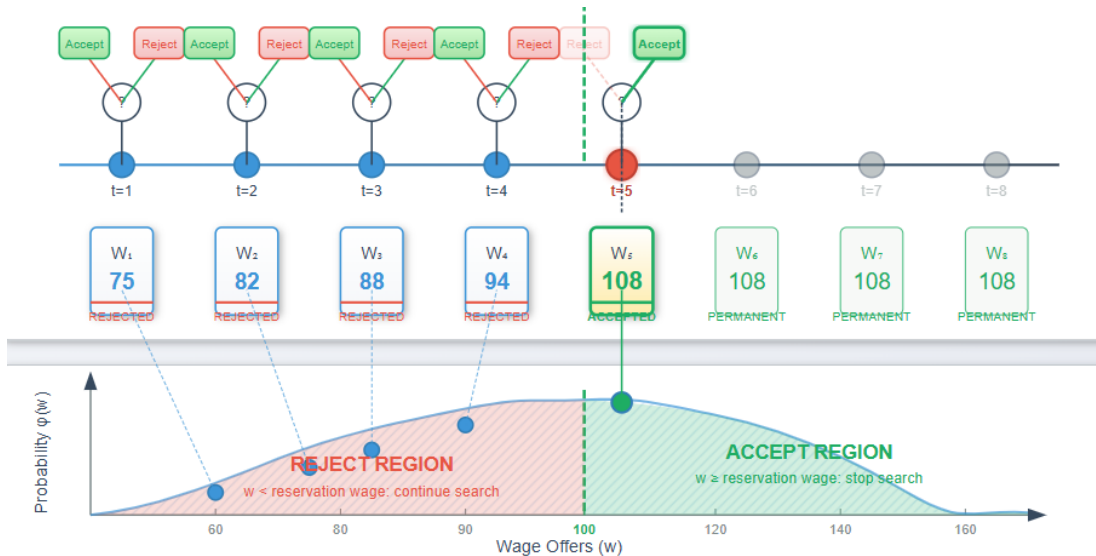 Accept Reject Accept Reject Accept Reject Accept Reject Reject Accept
? ? ? ? ?
t=1 t=2 t=3 t=4 t=5 t=6 t=7 t=8
W₁ W₂ W₃ W₄ W₅ W₆ W₇ W₈
75 82 88 94 108 108 108 108
REJECTED REJECTED REJECTED REJECTED ACCEPTED PERMANENT PERMANENT PERMANENT
Probability φ(w)
REJECT REGION ACCEPT REGION
w < reservation wage: continue search w ≥ reservation wage: stop search
60 80 90 100 120 140 160
Wage Offers (w)